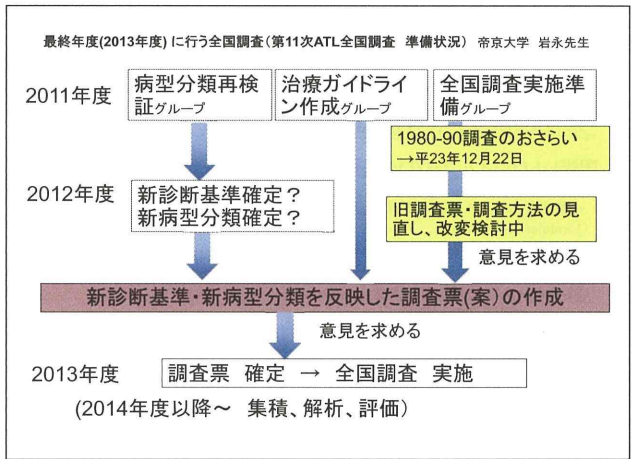 最終年度(2013年度) に行う全国調査(第11次ATL全国調査 準備状況) 帝京大学 岩永先生
2011年度
病型分類再検
証グループ
治療ガイドライ
ン作成グループ
全国調査実施準
備グループ
1980-90調査のおさらい
→平23年12月22日
2012年度
新診断基準確定?
新病型分類確定?
旧調査票・調査方法の見
直し、改変検討中
意見を求める
新診断基準・新病型分類を反映した調査票(案)の作成
意見を求める
2013年度
調査票 確定 → 全国調査 実施
(2014年度以降~ 集積、解析、評価)